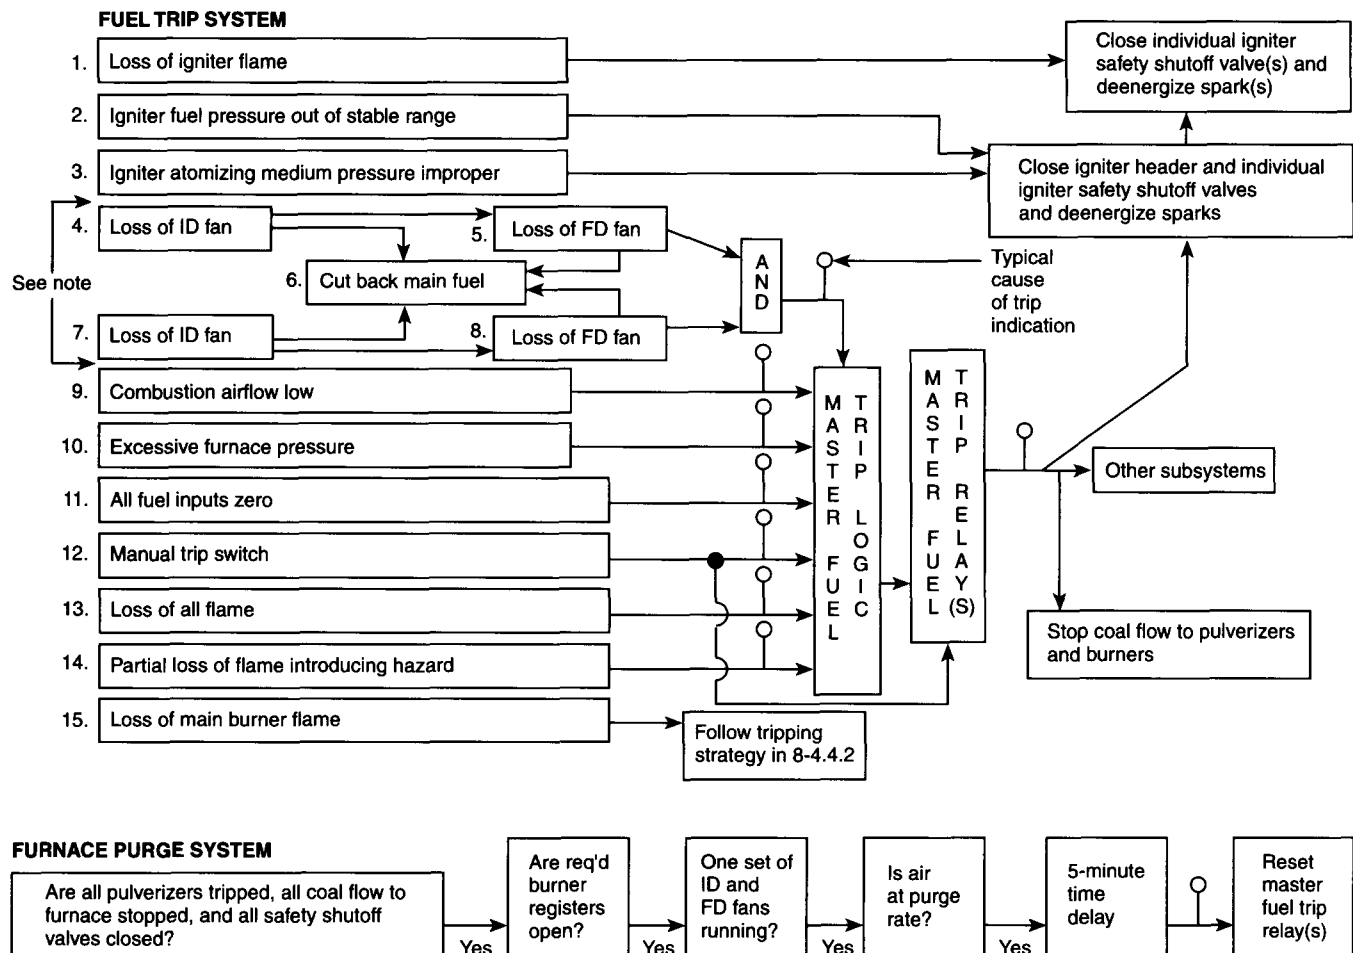 FUEL TRIP SYSTEM
1. Loss of igniter flame
2. Igniter fuel pressure out of stable range
3. Igniter atomizing medium pressure improper
Close individual igniter
safety shutoff valve(s) and
deenergize spark(s)
Close igniter header and individual
igniter safety shutoff valves
and deenergize sparks
4. Loss of ID fan
5. Loss of FD fan
See note
6. Cut back main fuel
7. Loss of ID fan
8. Loss of FD fan
AND
Typical
cause
of trip
indication
9. Combustion airflow low
10. Excessive furnace pressure
11. All fuel inputs zero
12. Manual trip switch
13. Loss of all flame
14. Partial loss of flame introducing hazard
15. Loss of main burner flame
MASTER FUEL
TRIP LOGIC
MASTER FUEL
TRIP RELAY(S)
Other subsystems
Stop coal flow to pulverizers
and burners
Follow tripping
strategy in 8-4.4.2
FURNACE PURGE SYSTEM
Are all pulverizers tripped, all coal flow to
furnace stopped, and all safety shutoff
valves closed?
Yes
Are req'd
burner
registers
open?
Yes
One set of
ID and
FD fans
running?
Yes
Is air
at purge
rate?
Yes
5-minute
time
delay
Reset
master
fuel trip
relay(s)